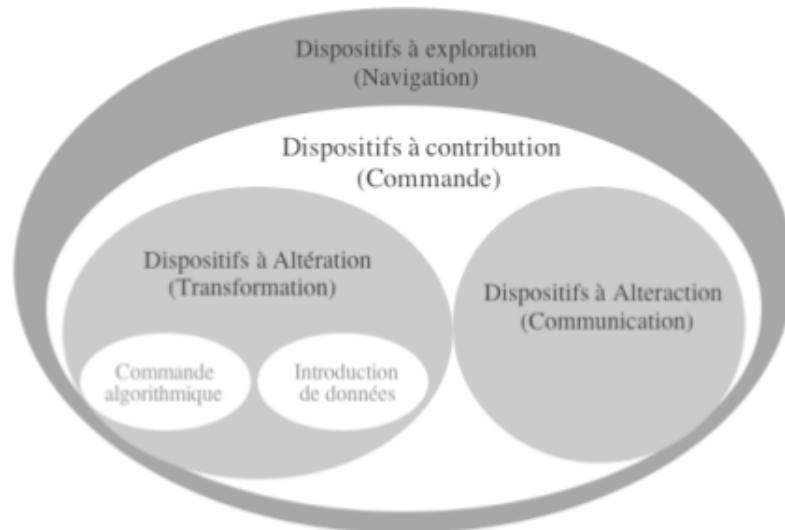 Dispositifs à exploration
(Navigation)
Dispositifs à contribution
(Commande)
Dispositifs à Altération
(Transformation)
Commande
algorithmique
Introduction
de données
Dispositifs à Alteraction
(Communication)